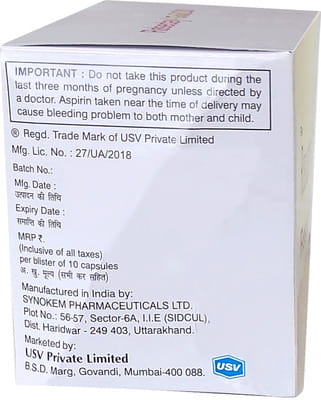 IMPORTANT : Do not take this product during the
last three months of pregnancy unless directed by
a doctor. Aspirin taken near the time of delivery may
cause bleeding problem to both mother and child.
® Regd. Trade Mark of USV Private Limited
Mfg. Lic. No. : 27/UA/2018
Batch No.:
Mfg. Date :
उत्पादन की तिथि
Expiry Date :
समाप्ति की तिथि
MRP ₹.
(Inclusive of all taxes)
per blister of 10 capsules
अ. खु. मूल्य (सभी कर सहित)
Manufactured in India by:
SYNOKEM PHARMACEUTICALS LTD.
Plot No.: 56-57, Sector-6A, I.I.E (SIDCUL),
Dist. Haridwar - 249 403, Uttarakhand.
Marketed by:
USV Private Limited
B.S.D. Marg, Govandi, Mumbai-400 088.
USV